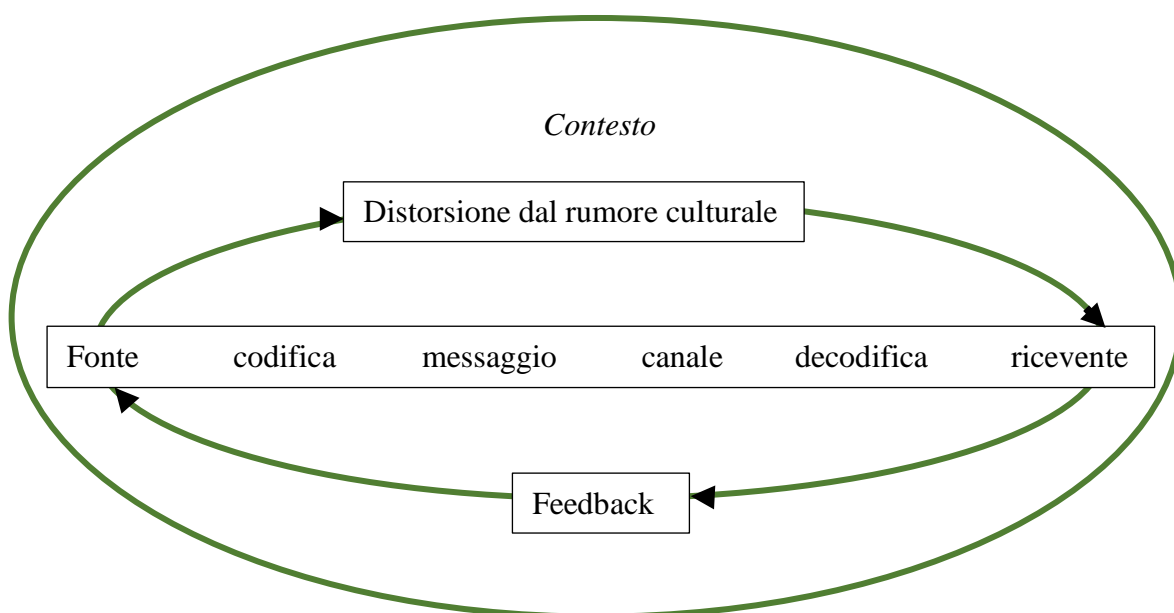 Contesto
Distorsione dal rumore culturale
Fonte codifica messaggio canale decodifica ricevente
Feedback